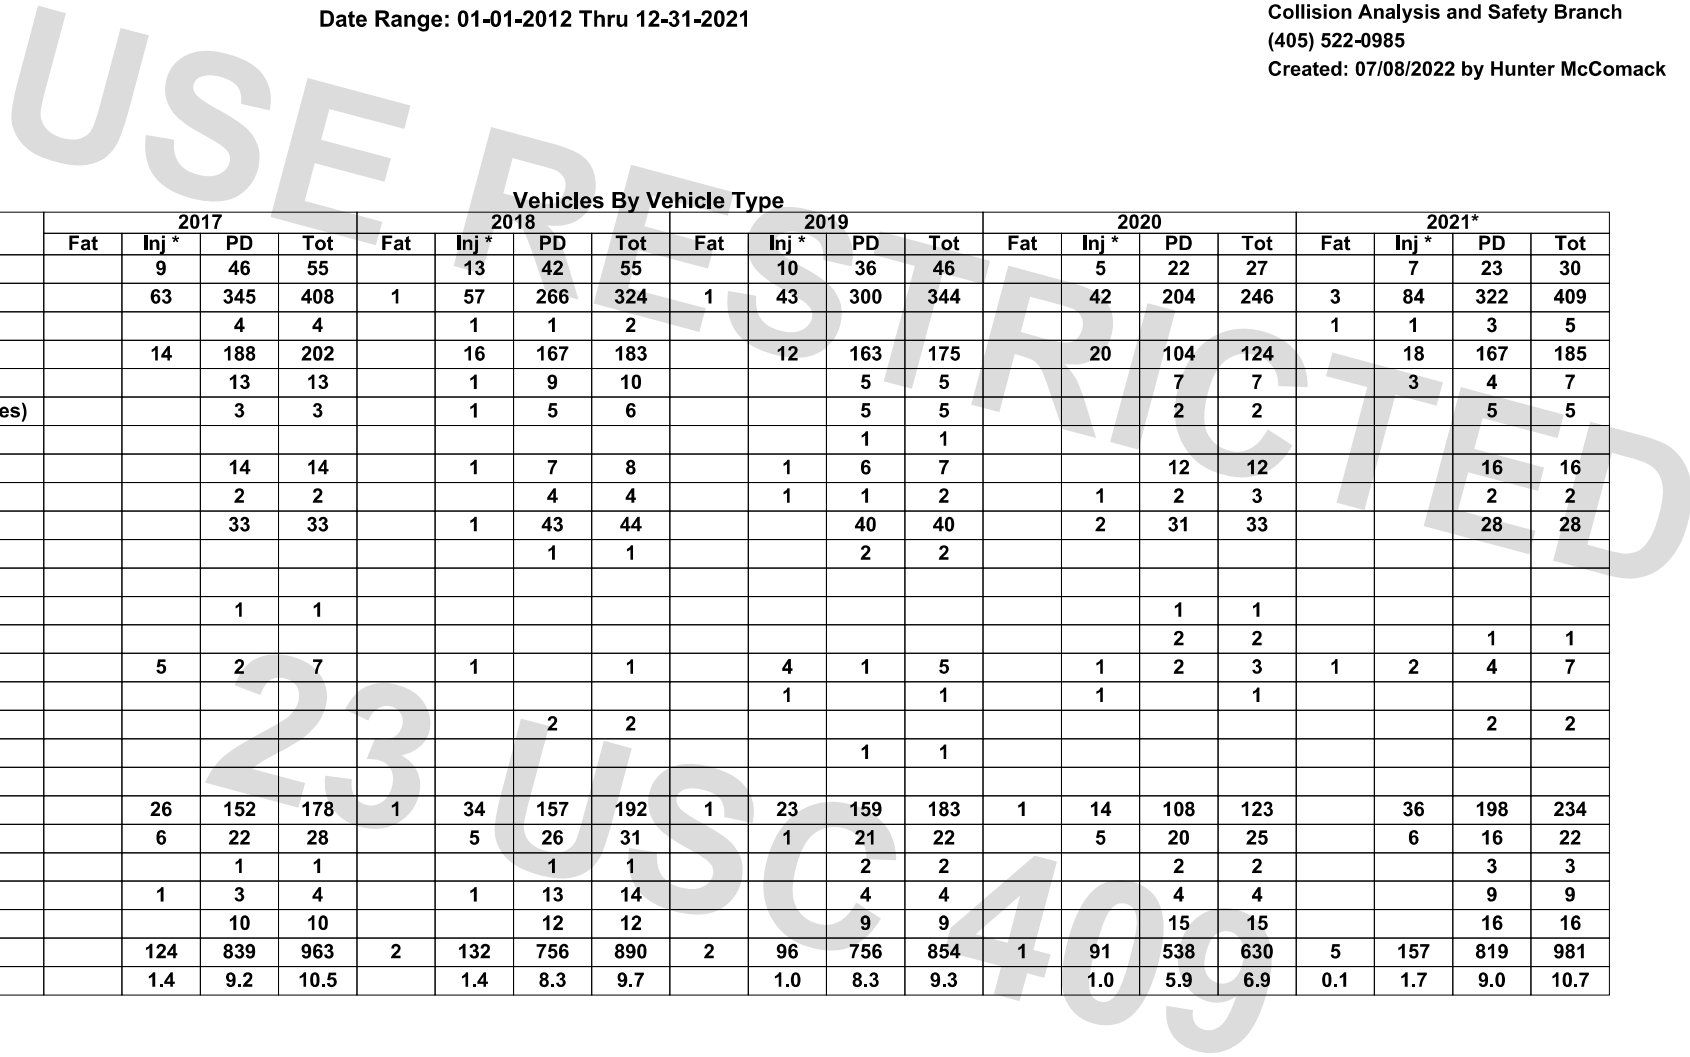 Date Range: 01-01-2012 Thru 12-31-2021
Collision Analysis and Safety Branch
(405) 522-0985
Created: 07/08/2022 by Hunter McComack
USE RESTRICTED
23 USC 409
Vehicles By Vehicle Type
2017 2018 2019 2020 2021*
Fat Inj * PD Tot Fat Inj * PD Tot Fat Inj * PD Tot Fat Inj * PD Tot Fat Inj * PD Tot
9 46 55 13 42 55 10 36 46 5 22 27 7 23 30
63 345 408 1 57 266 324 1 43 300 344 42 204 246 3 84 322 409
4 4 1 1 2 1 1 3 5
14 188 202 16 167 183 12 163 175 20 104 124 18 167 185
13 13 1 9 10 5 5 7 7 3 4 7
es) 3 3 1 5 6 5 5 2 2 5 5
1 1
14 14 1 7 8 1 6 7 12 12 16 16
2 2 4 4 1 1 2 1 2 3 2 2
33 33 1 43 44 40 40 2 31 33 28 28
1 1 2 2
1 1 1 1
2 2 1 1
5 2 7 1 1 4 1 5 1 2 3 1 2 4 7
1 1 1 1
2 2 2 2
1 1
26 152 178 1 34 157 192 1 23 159 183 1 14 108 123 36 198 234
6 22 28 5 26 31 1 21 22 5 20 25 6 16 22
1 1 1 1 2 2 2 2 3 3
1 3 4 1 13 14 4 4 4 4 9 9
10 10 12 12 9 9 15 15 16 16
124 839 963 2 132 756 890 2 96 756 854 1 91 538 630 5 157 819 981
1.4 9.2 10.5 1.4 8.3 9.7 1.0 8.3 9.3 1.0 5.9 6.9 0.1 1.7 9.0 10.7